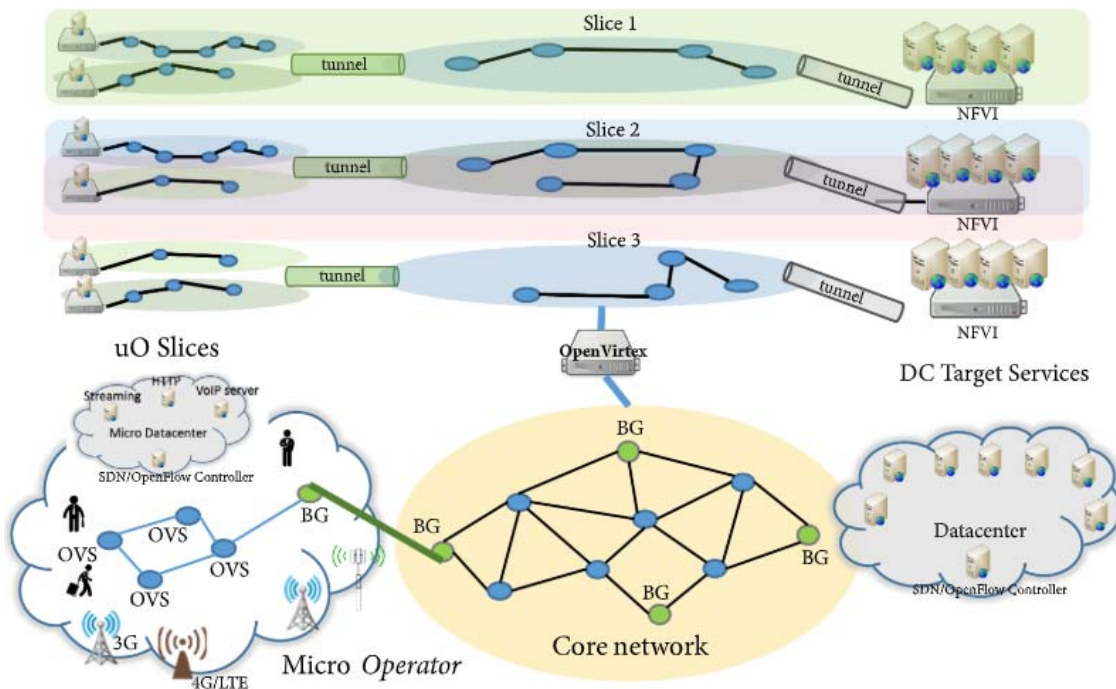 Slice 1
tunnel
tunnel
NFVI
Slice 2
tunnel
tunnel
NFVI
Slice 3
tunnel
tunnel
NFVI
uO Slices
OpenVirtex
DC Target Services
HTTP
Streaming
VoIP server
Micro Datacenter
SDN/OpenFlow Controller
BG
OVS
OVS
OVS
OVS
BG
BG
BG
BG
Datacenter
SDN/OpenFlow Controller
3G
4G/LTE
Micro Operator
Core network